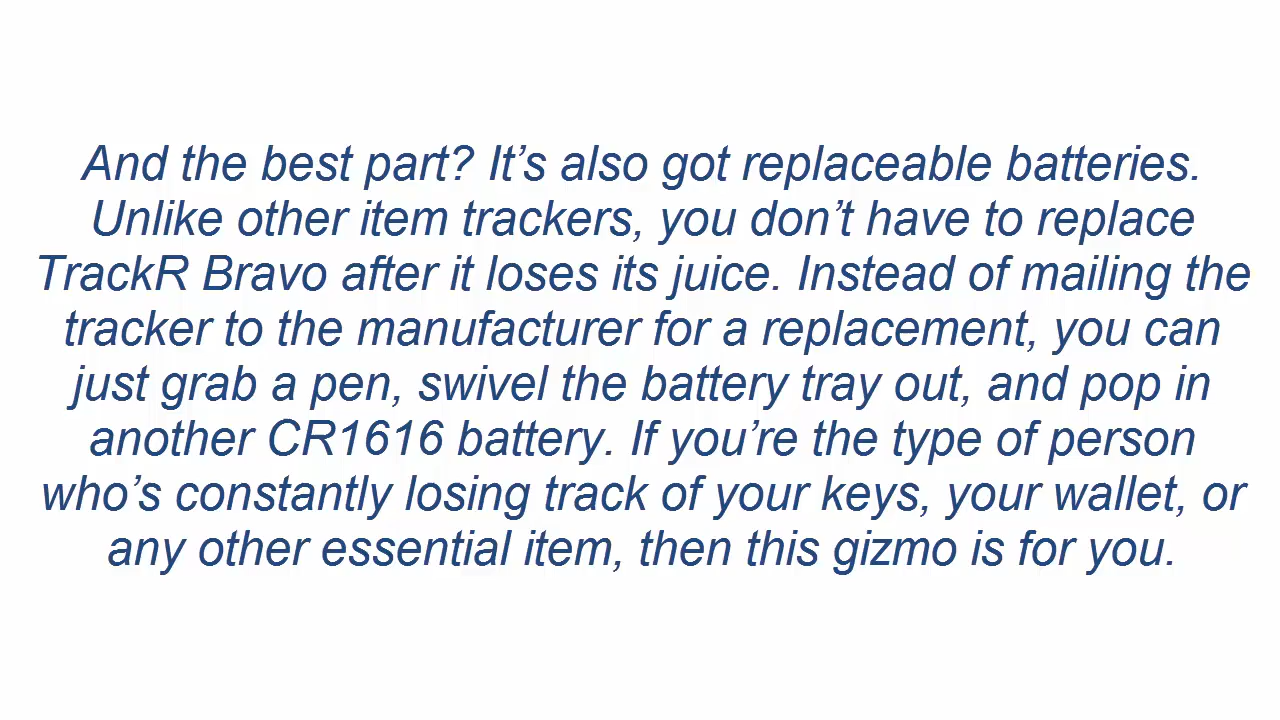 And the best part? It’s also got replaceable batteries.
Unlike other item trackers, you don’t have to replace
TrackR Bravo after it loses its juice. Instead of mailing the
tracker to the manufacturer for a replacement, you can
just grab a pen, swivel the battery tray out, and pop in
another CR1616 battery. If you’re the type of person
who’s constantly losing track of your keys, your wallet, or
any other essential item, then this gizmo is for you.